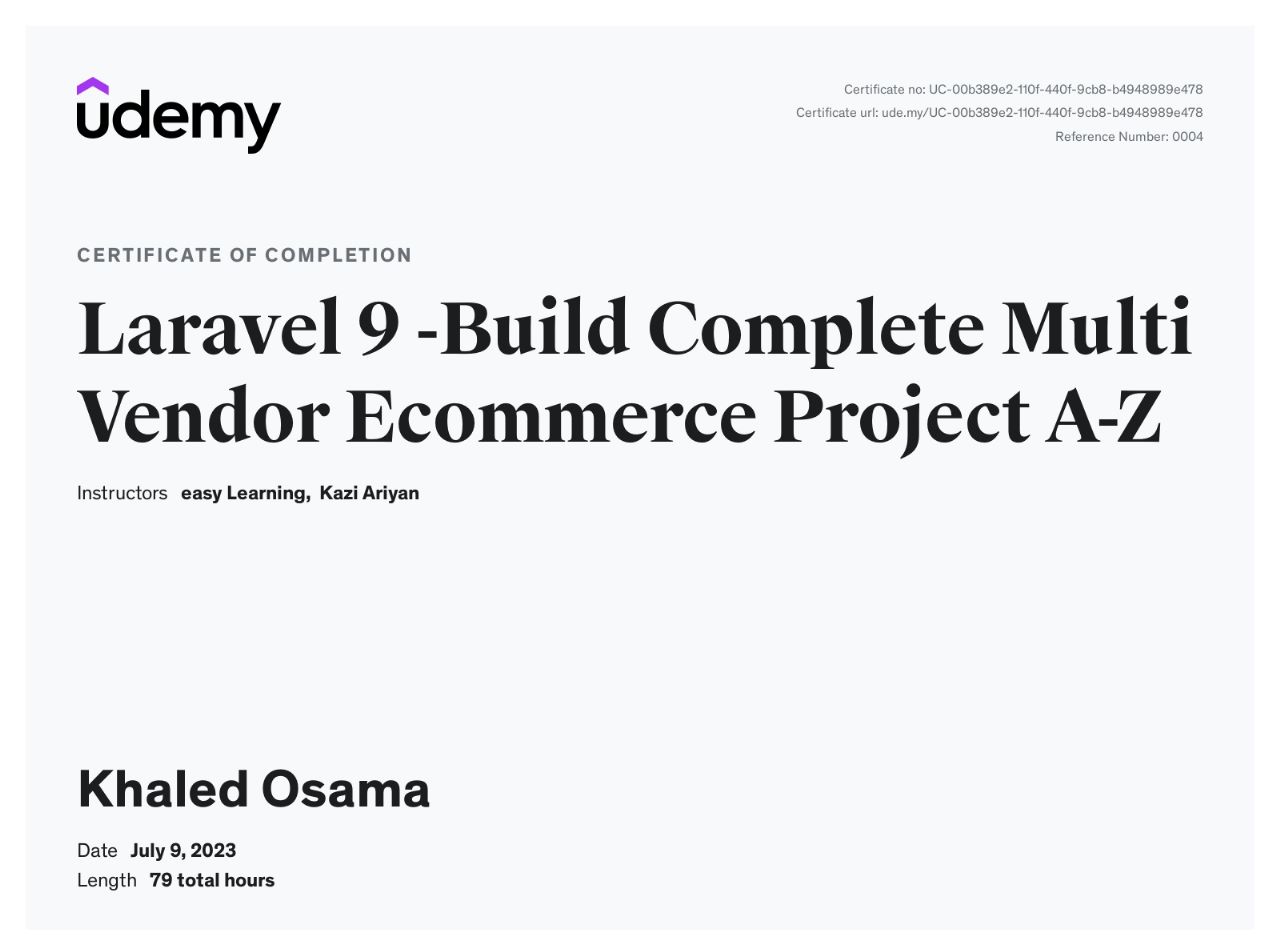 udemy
Certificate no: UC-00b389e2-110f-440f-9cb8-b4948989e478
Certificate url: ude.my/UC-00b389e2-110f-440f-9cb8-b4948989e478
Reference Number: 0004
CERTIFICATE OF COMPLETION
Laravel 9 -Build Complete Multi
Vendor Ecommerce Project A-Z
Instructors easy Learning, Kazi Ariyan
Khaled Osama
Date July 9, 2023
Length 79 total hours